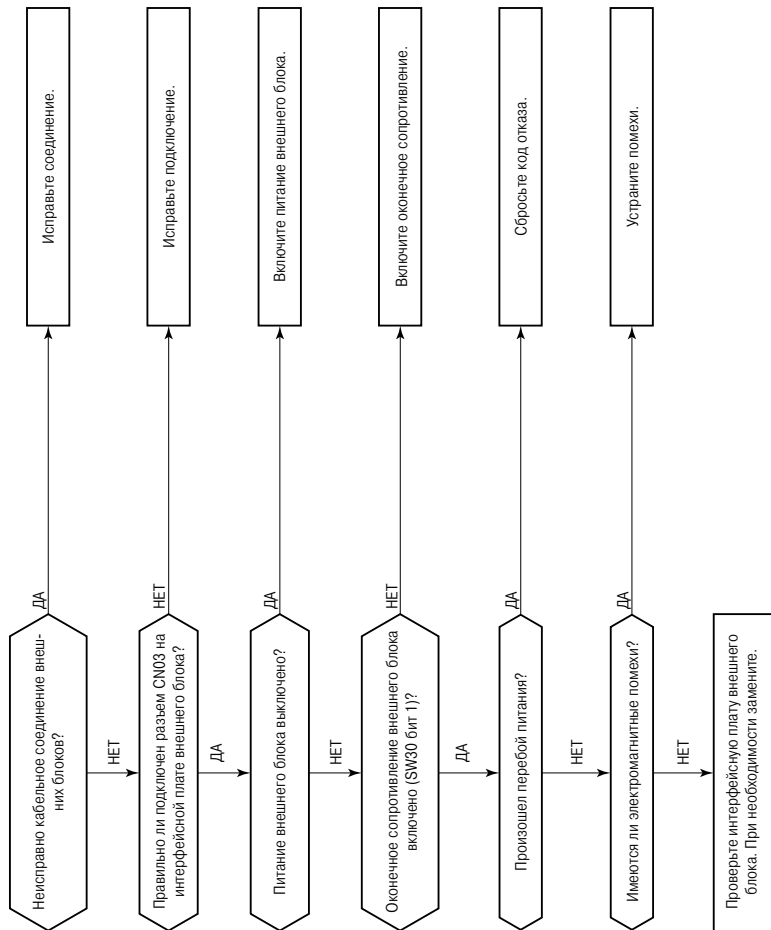 Неисправно кабельное соединение внеш-
них блоков?
ДА
Исправьте соединение.
НЕТ
Правильно ли подключен разъем CN03 на
интерфейсной плате внешнего блока?
НЕТ
Исправьте подключение.
ДА
Питание внешнего блока выключено?
ДА
Включите питание внешнего блока.
НЕТ
Оконечное сопротивление внешнего блока
включено (SW30 бит 1)?
НЕТ
Включите оконечное сопротивление.
ДА
Произошел перебой питания?
ДА
Сбросьте код отказа.
НЕТ
Имеются ли электромагнитные помехи?
ДА
Устраните помехи.
НЕТ
Проверьте интерфейсную плату внешнего
блока. При необходимости замените.